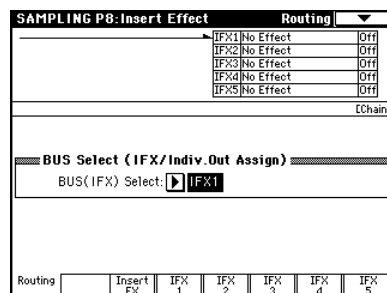 SAMPLING P8:Insert Effect Routing
IFX1 No Effect Off
IFX2 No Effect Off
IFX3 No Effect Off
IFX4 No Effect Off
IFX5 No Effect Off
[Chain
BUS Select (IFX/Indiv.Out Assign)
BUS(IFX) Select: IFX1
Routing Insert FX IFX 1 IFX 2 IFX 3 IFX 4 IFX 5